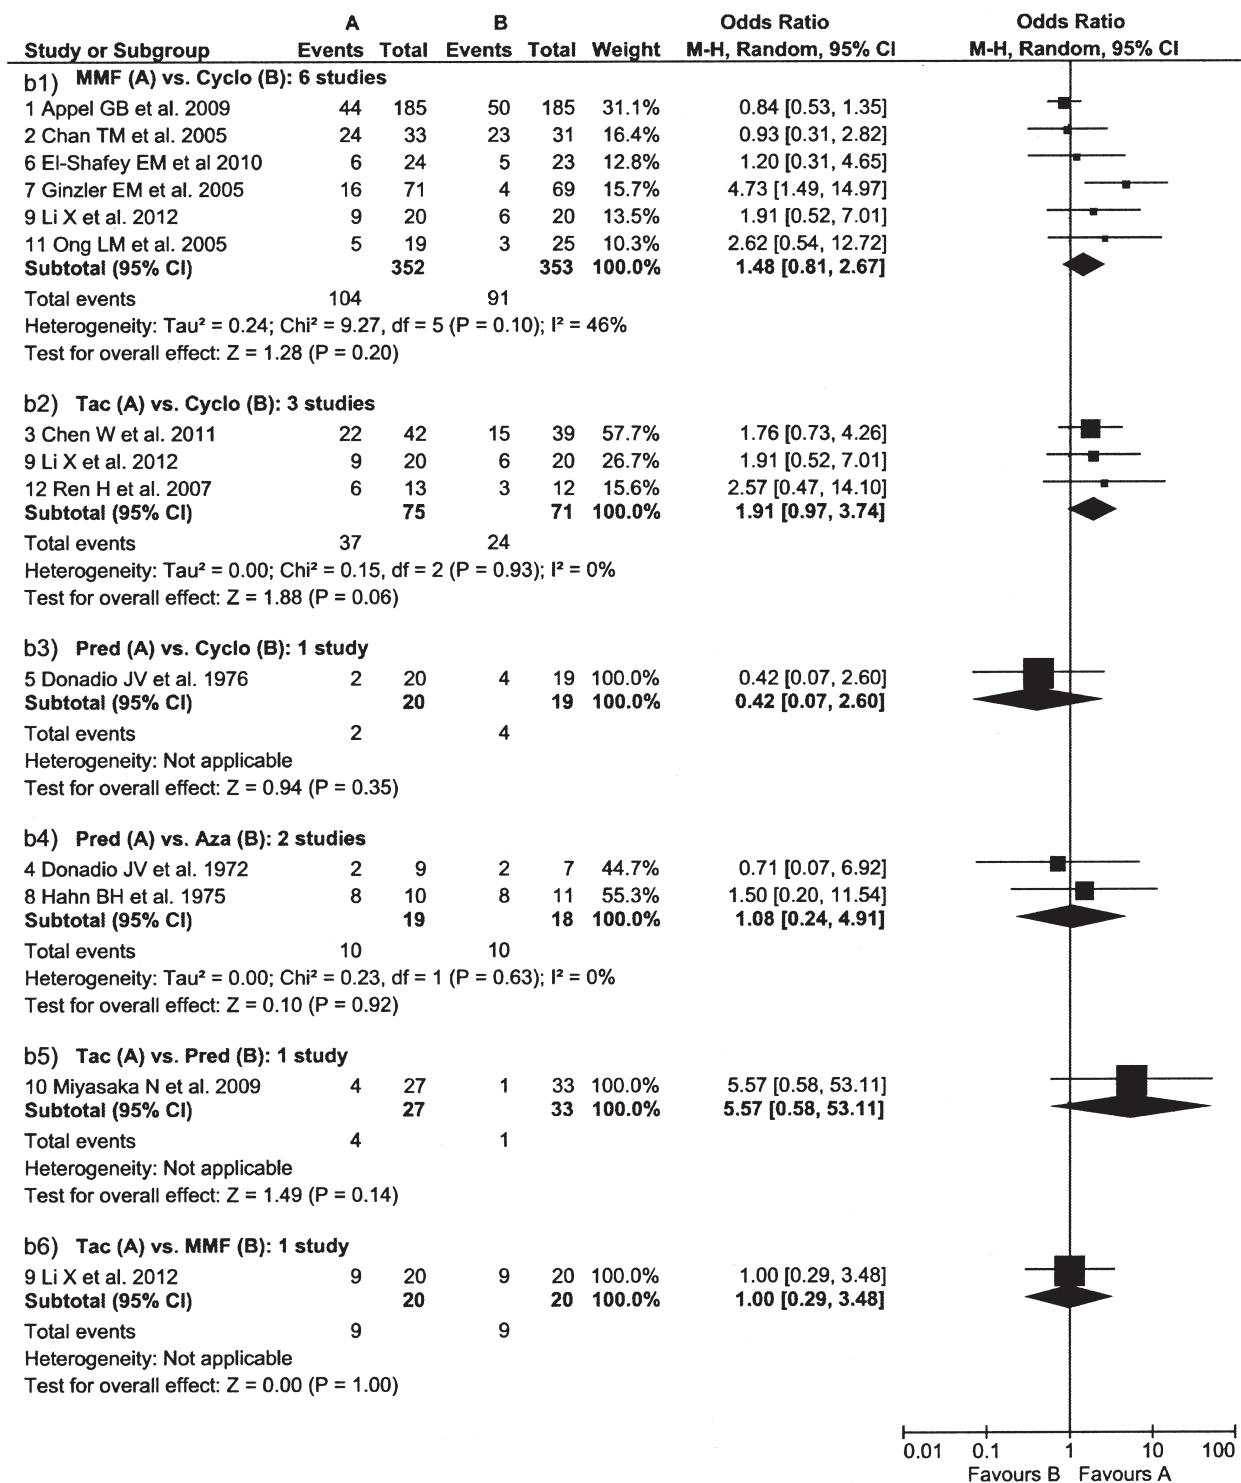 A B Odds Ratio Odds Ratio
Study or Subgroup Events Total Events Total Weight M-H, Random, 95% CI M-H, Random, 95% CI
b1) MMF (A) vs. Cyclo (B): 6 studies
1 Appel GB et al. 2009 44 185 50 185 31.1% 0.84 [0.53, 1.35]
2 Chan TM et al. 2005 24 33 23 31 16.4% 0.93 [0.31, 2.82]
6 El-Shafey EM et al 2010 6 24 5 23 12.8% 1.20 [0.31, 4.65]
7 Ginzler EM et al. 2005 16 71 4 69 15.7% 4.73 [1.49, 14.97]
9 Li X et al. 2012 9 20 6 20 13.5% 1.91 [0.52, 7.01]
11 Ong LM et al. 2005 5 19 3 25 10.3% 2.62 [0.54, 12.72]
Subtotal (95% CI) 352 353 100.0% 1.48 [0.81, 2.67]
Total events 104 91
Heterogeneity: Tau² = 0.24; Chi² = 9.27, df = 5 (P = 0.10); I² = 46%
Test for overall effect: Z = 1.28 (P = 0.20)
b2) Tac (A) vs. Cyclo (B): 3 studies
3 Chen W et al. 2011 22 42 15 39 57.7% 1.76 [0.73, 4.26]
9 Li X et al. 2012 9 20 6 20 26.7% 1.91 [0.52, 7.01]
12 Ren H et al. 2007 6 13 3 12 15.6% 2.57 [0.47, 14.10]
Subtotal (95% CI) 75 71 100.0% 1.91 [0.97, 3.74]
Total events 37 24
Heterogeneity: Tau² = 0.00; Chi² = 0.15, df = 2 (P = 0.93); I² = 0%
Test for overall effect: Z = 1.88 (P = 0.06)
b3) Pred (A) vs. Cyclo (B): 1 study
5 Donadio JV et al. 1976 2 20 4 19 100.0% 0.42 [0.07, 2.60]
Subtotal (95% CI) 20 19 100.0% 0.42 [0.07, 2.60]
Total events 2 4
Heterogeneity: Not applicable
Test for overall effect: Z = 0.94 (P = 0.35)
b4) Pred (A) vs. Aza (B): 2 studies
4 Donadio JV et al. 1972 2 9 2 7 44.7% 0.71 [0.07, 6.92]
8 Hahn BH et al. 1975 8 10 8 11 55.3% 1.50 [0.20, 11.54]
Subtotal (95% CI) 19 18 100.0% 1.08 [0.24, 4.91]
Total events 10 10
Heterogeneity: Tau² = 0.00; Chi² = 0.23, df = 1 (P = 0.63); I² = 0%
Test for overall effect: Z = 0.10 (P = 0.92)
b5) Tac (A) vs. Pred (B): 1 study
10 Miyasaka N et al. 2009 4 27 1 33 100.0% 5.57 [0.58, 53.11]
Subtotal (95% CI) 27 33 100.0% 5.57 [0.58, 53.11]
Total events 4 1
Heterogeneity: Not applicable
Test for overall effect: Z = 1.49 (P = 0.14)
b6) Tac (A) vs. MMF (B): 1 study
9 Li X et al. 2012 9 20 9 20 100.0% 1.00 [0.29, 3.48]
Subtotal (95% CI) 20 20 100.0% 1.00 [0.29, 3.48]
Total events 9 9
Heterogeneity: Not applicable
Test for overall effect: Z = 0.00 (P = 1.00)
0.01 0.1 1 10 100
Favours B Favours A